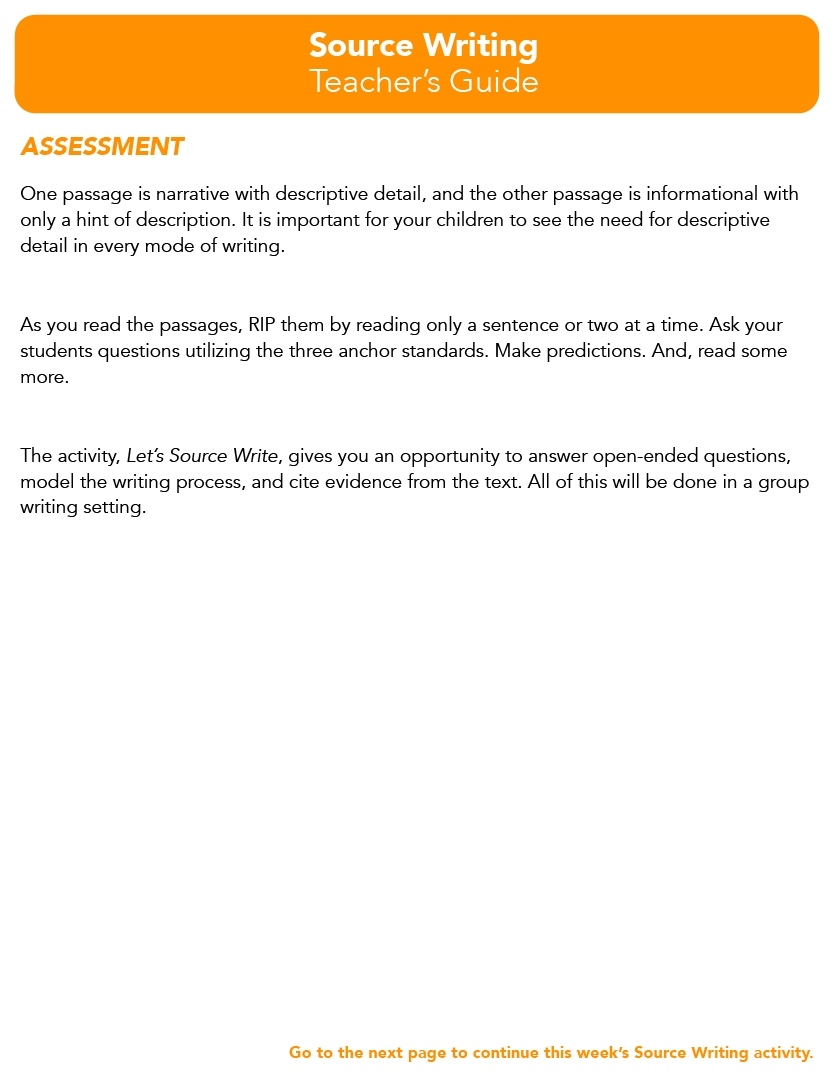 Source Writing
Teacher’s Guide
ASSESSMENT
One passage is narrative with descriptive detail, and the other passage is informational with
only a hint of description. It is important for your children to see the need for descriptive
detail in every mode of writing.
As you read the passages, RIP them by reading only a sentence or two at a time. Ask your
students questions utilizing the three anchor standards. Make predictions. And, read some
more.
The activity, Let’s Source Write, gives you an opportunity to answer open-ended questions,
model the writing process, and cite evidence from the text. All of this will be done in a group
writing setting.
Go to the next page to continue this week’s Source Writing activity.